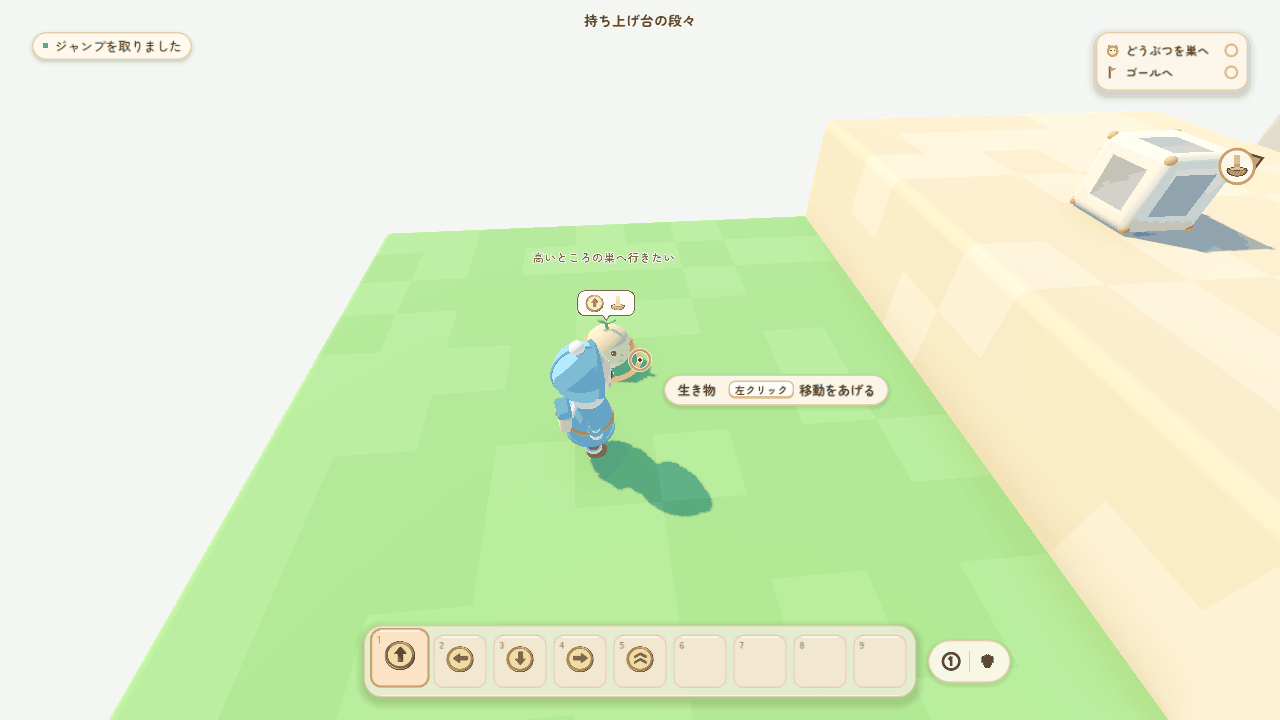 持ち上げ台の段々
ジャンプを取りました
どうぶつを巣へ
ゴールへ
高いところの巣へ行きたい
生き物 左クリック 移動をあげる
1 2 3 4 5 6 7 8 9
1